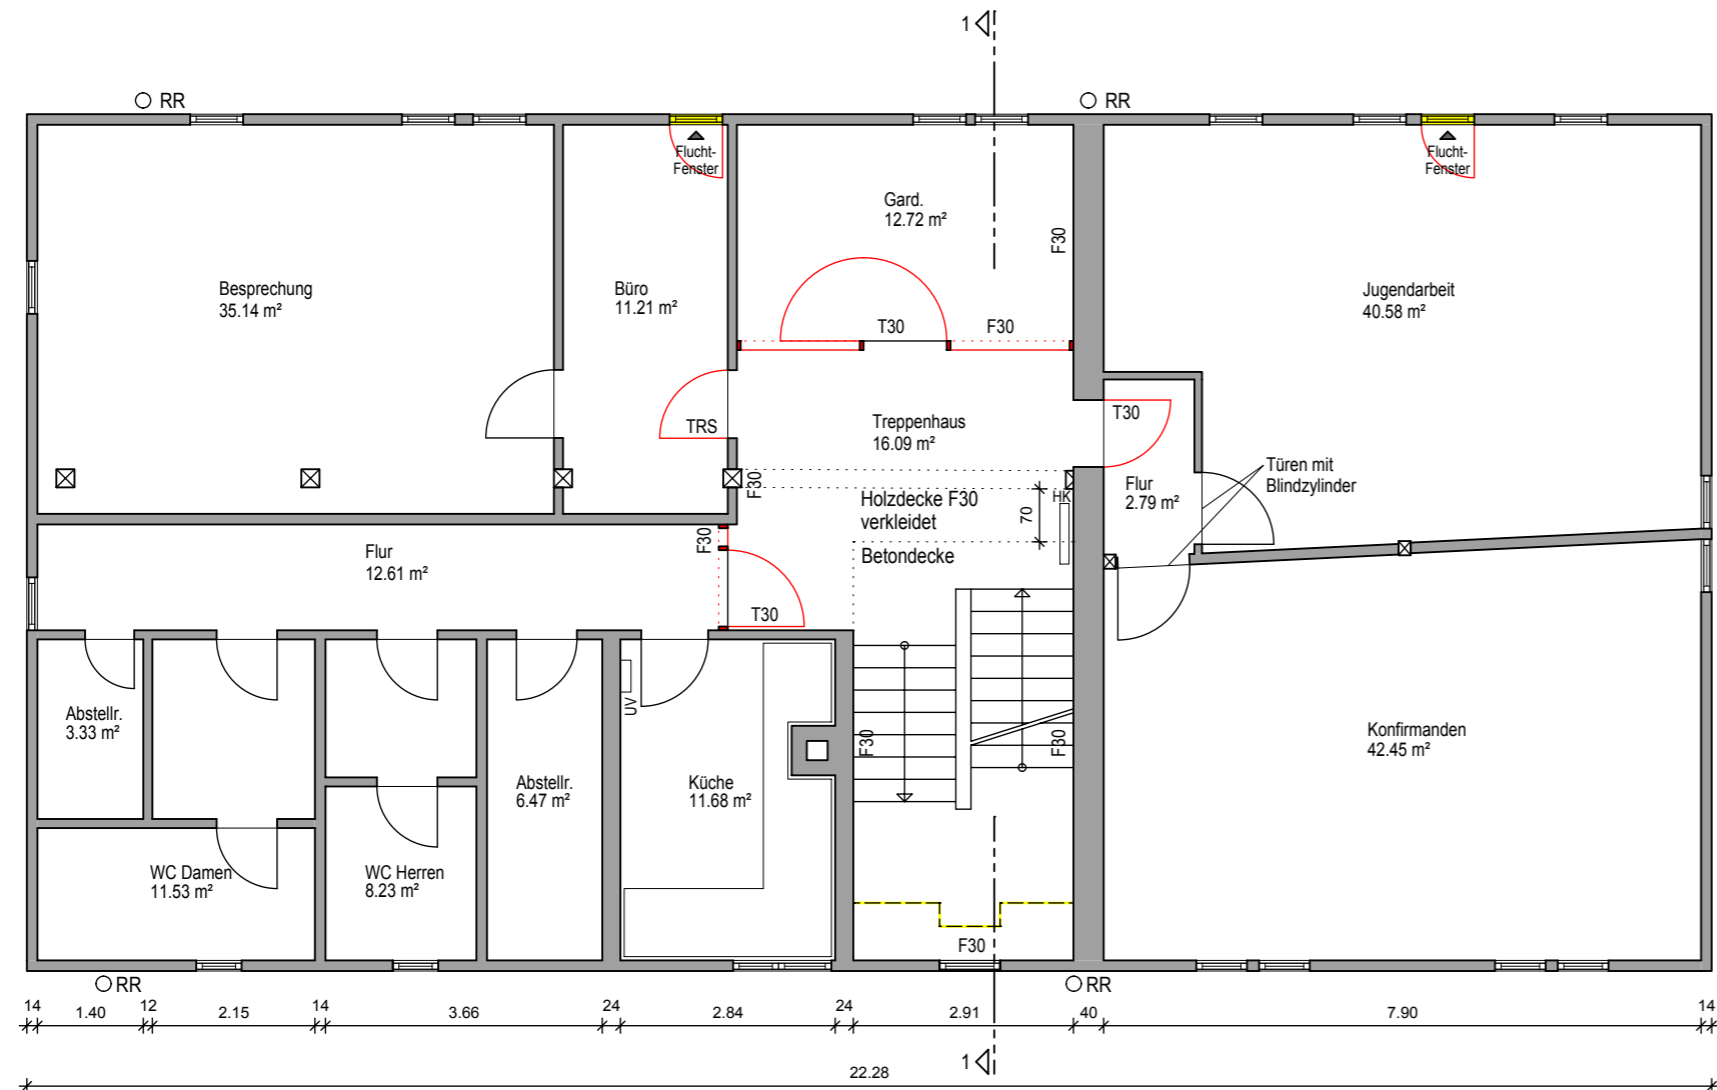 1
RR
RR
Flucht-
Fenster
Flucht-
Fenster
Gard.
12.72 m²
F30
Besprechung
35.14 m²
Büro
11.21 m²
Jugendarbeit
40.58 m²
T30
F30
TRS
Treppenhaus
16.09 m²
T30
Türen mit
Blindzylinder
Flur
2.79 m²
F30
Holzdecke F30
verkleidet
HK
70
Betondecke
Flur
12.61 m²
F30
T30
UV
Abstellr.
3.33 m²
F30
F30
Konfirmanden
42.45 m²
Abstellr.
6.47 m²
Küche
11.68 m²
WC Damen
11.53 m²
WC Herren
8.23 m²
F30
RR
RR
14 1.40 12 2.15 14 3.66 24 2.84 24 2.91 40 7.90 14
1
22.28